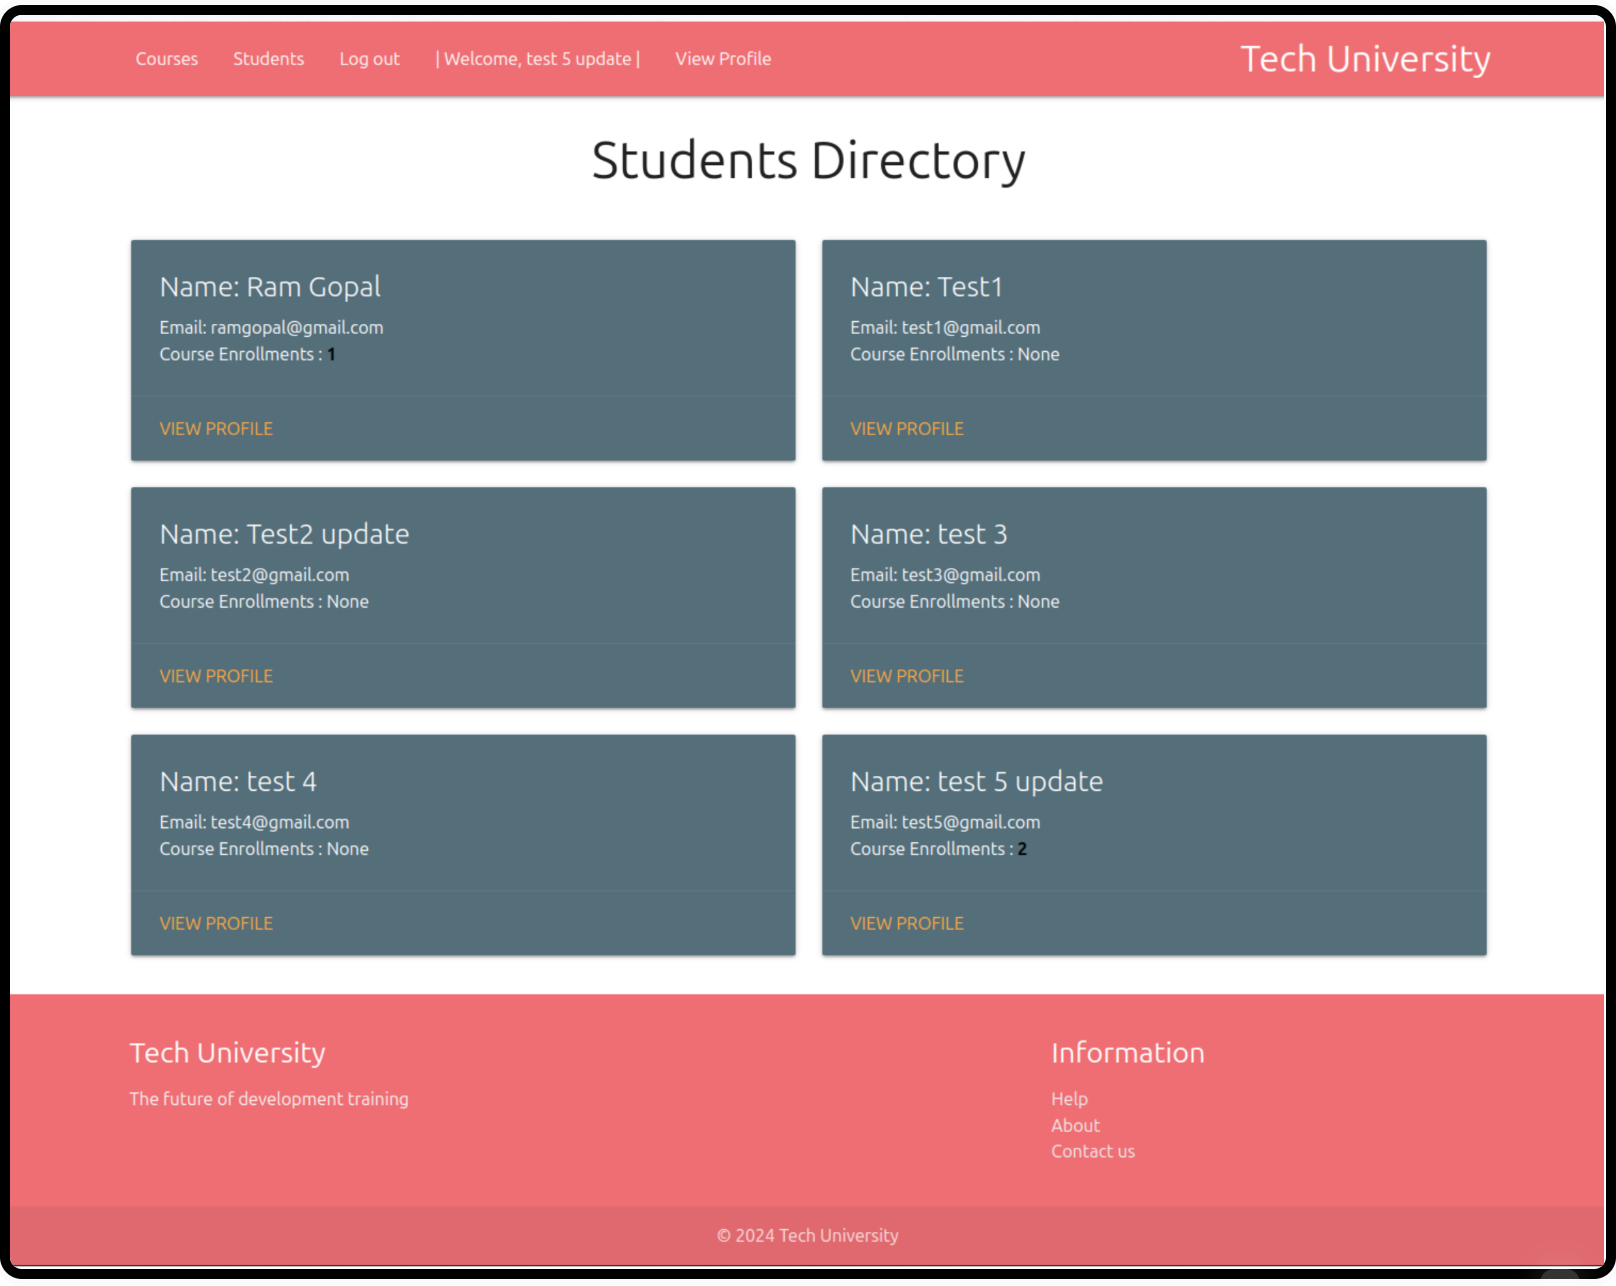 Courses Students Log out | Welcome, test 5 update | View Profile Tech University
Students Directory
Name: Ram Gopal
Email: ramgopal@gmail.com
Course Enrollments : 1
VIEW PROFILE
Name: Test1
Email: test1@gmail.com
Course Enrollments : None
VIEW PROFILE
Name: Test2 update
Email: test2@gmail.com
Course Enrollments : None
VIEW PROFILE
Name: test 3
Email: test3@gmail.com
Course Enrollments : None
VIEW PROFILE
Name: test 4
Email: test4@gmail.com
Course Enrollments : None
VIEW PROFILE
Name: test 5 update
Email: test5@gmail.com
Course Enrollments : 2
VIEW PROFILE
Tech University
The future of development training
Information
Help
About
Contact us
© 2024 Tech University